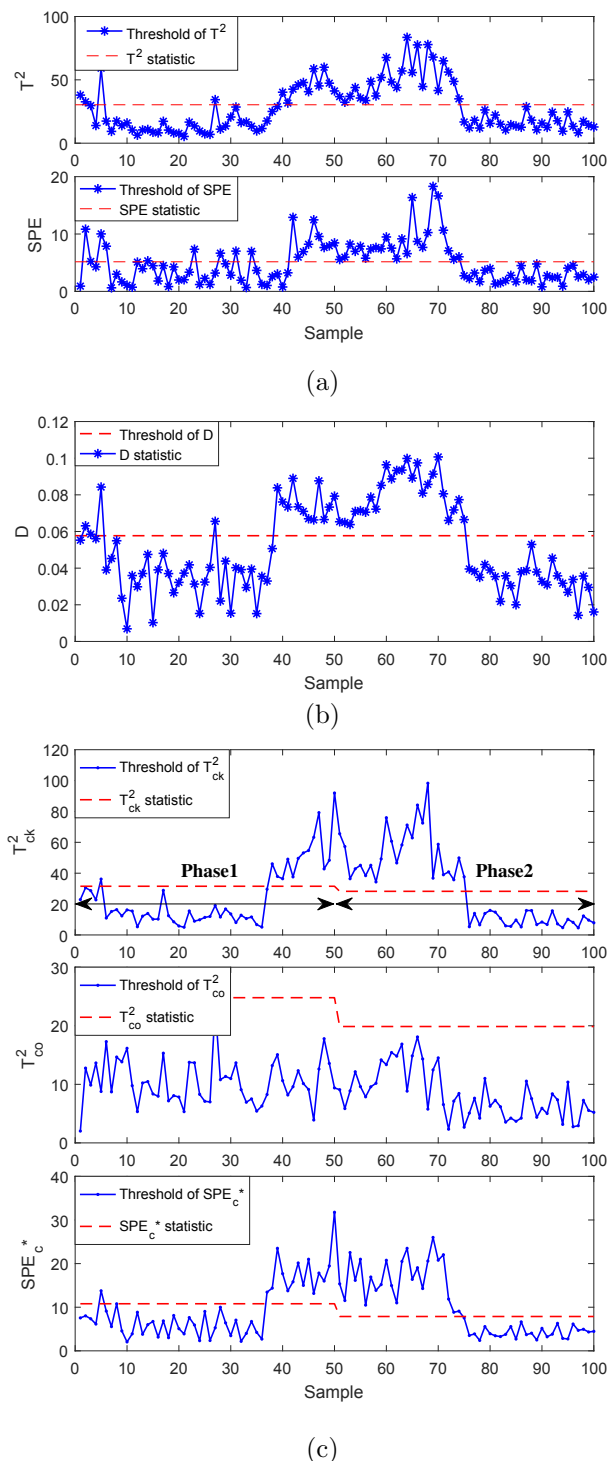 100
50
0
T²
Threshold of T²
T² statistic
0 10 20 30 40 50 60 70 80 90 100
20
10
0
SPE
Threshold of SPE
SPE statistic
0 10 20 30 40 50 60 70 80 90 100
Sample
(a)
0.12
0.1
0.08
0.06
0.04
0.02
0
D
Threshold of D
D statistic
0 10 20 30 40 50 60 70 80 90 100
Sample
(b)
120
100
80
60
40
20
0
T²ck
Threshold of T²ck
T²ck statistic
Phase1 Phase2
0 10 20 30 40 50 60 70 80 90 100
30
20
10
0
T²co
Threshold of T²co
T²co statistic
0 10 20 30 40 50 60 70 80 90 100
40
30
20
10
0
SPEc*
Threshold of SPEc*
SPEc* statistic
0 10 20 30 40 50 60 70 80 90 100
Sample
(c)